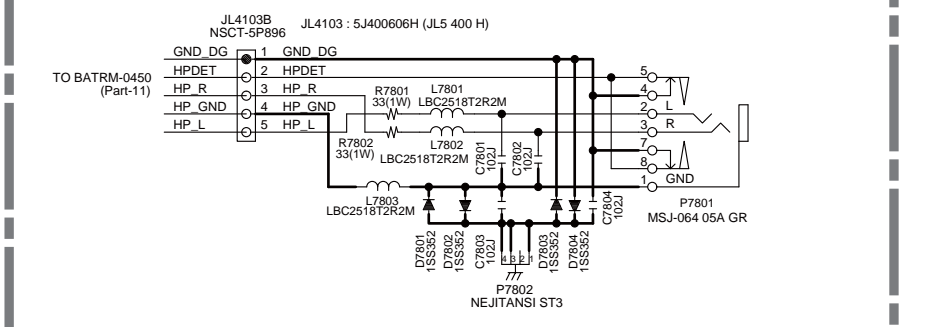 JL4103B
NSCT-5P896
JL4103 : 5J400606H (JL5 400 H)
GND_DG 1 GND_DG
HPDET 2 HPDET
HP_R 3 HP_R
HP_GND 4 HP_GND
HP_L 5 HP_L
TO BATRM-0450
(Part-11)
R7801
33(1W)
L7801
LBC2518T2R2M
R7802
33(1W)
L7802
LBC2518T2R2M
C7801
102J
C7802
102J
5
4
2 L
3 R
7
8
1 GND
P7801
MSJ-064 05A GR
L7803
LBC2518T2R2M
D7801
1SS352
D7802
1SS352
C7803
102J
4 3 2 1
D7803
1SS352
D7804
1SS352
C7804
102J
P7802
NEJITANSI ST3